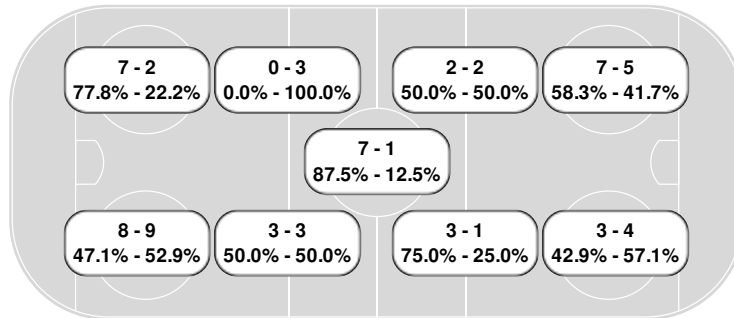 7 - 2
77.8% - 22.2%
0 - 3
0.0% - 100.0%
2 - 2
50.0% - 50.0%
7 - 5
58.3% - 41.7%
7 - 1
87.5% - 12.5%
8 - 9
47.1% - 52.9%
3 - 3
50.0% - 50.0%
3 - 1
75.0% - 25.0%
3 - 4
42.9% - 57.1%